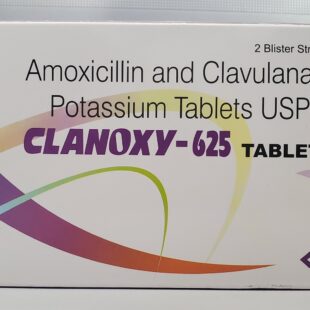 2 Blister Str
Amoxicillin and Clavulana
Potassium Tablets USP
CLANOXY-625 TABLET